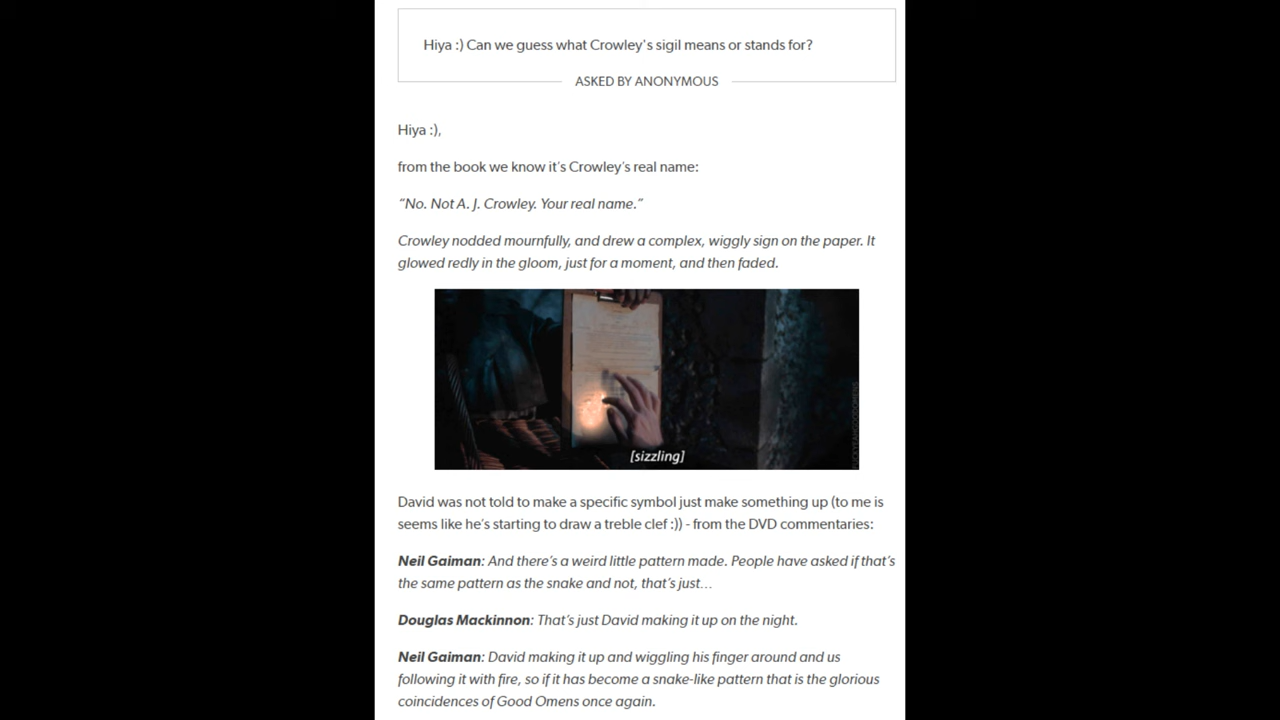 Hiya :) Can we guess what Crowley's sigil means or stands for?
ASKED BY ANONYMOUS
Hiya :),
from the book we know it's Crowley's real name:
“No. Not A. J. Crowley. Your real name.”
Crowley nodded mournfully, and drew a complex, wiggly sign on the paper. It
glowed redly in the gloom, just for a moment, and then faded.
[sizzling]
David was not told to make a specific symbol just make something up (to me is
seems like he's starting to draw a treble clef :)) - from the DVD commentaries:
Neil Gaiman: And there's a weird little pattern made. People have asked if that's
the same pattern as the snake and not, that's just…
Douglas Mackinnon: That's just David making it up on the night.
Neil Gaiman: David making it up and wiggling his finger around and us
following it with fire, so if it has become a snake-like pattern that is the glorious
coincidences of Good Omens once again.